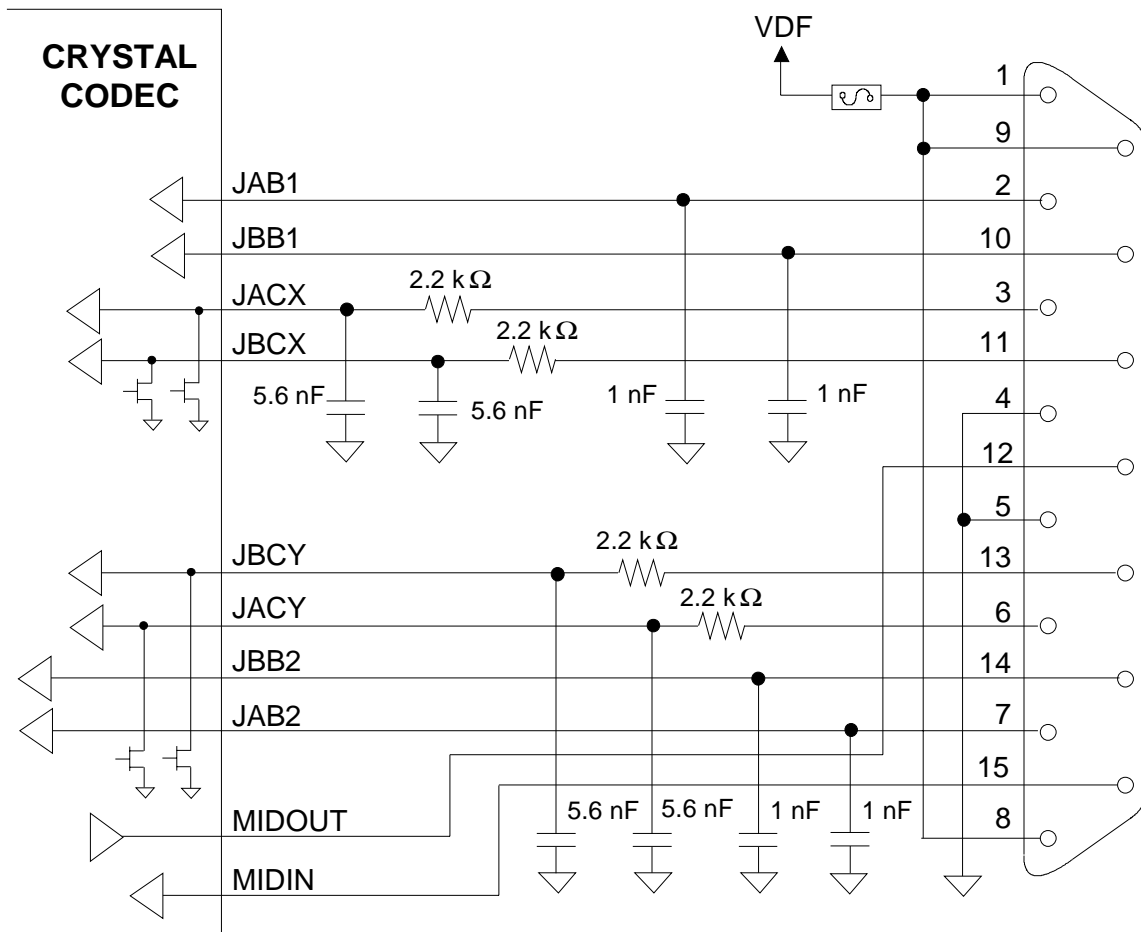 CRYSTAL
CODEC
VDF
1
9
JAB1
2
JBB1
10
2.2 kΩ
JACX
3
2.2 kΩ
JBCX
11
5.6 nF
5.6 nF
1 nF
1 nF
4
12
5
2.2 kΩ
JBCY
13
2.2 kΩ
JACY
6
JBB2
14
JAB2
7
15
MIDOUT
5.6 nF
5.6 nF
1 nF
1 nF
8
MIDIN